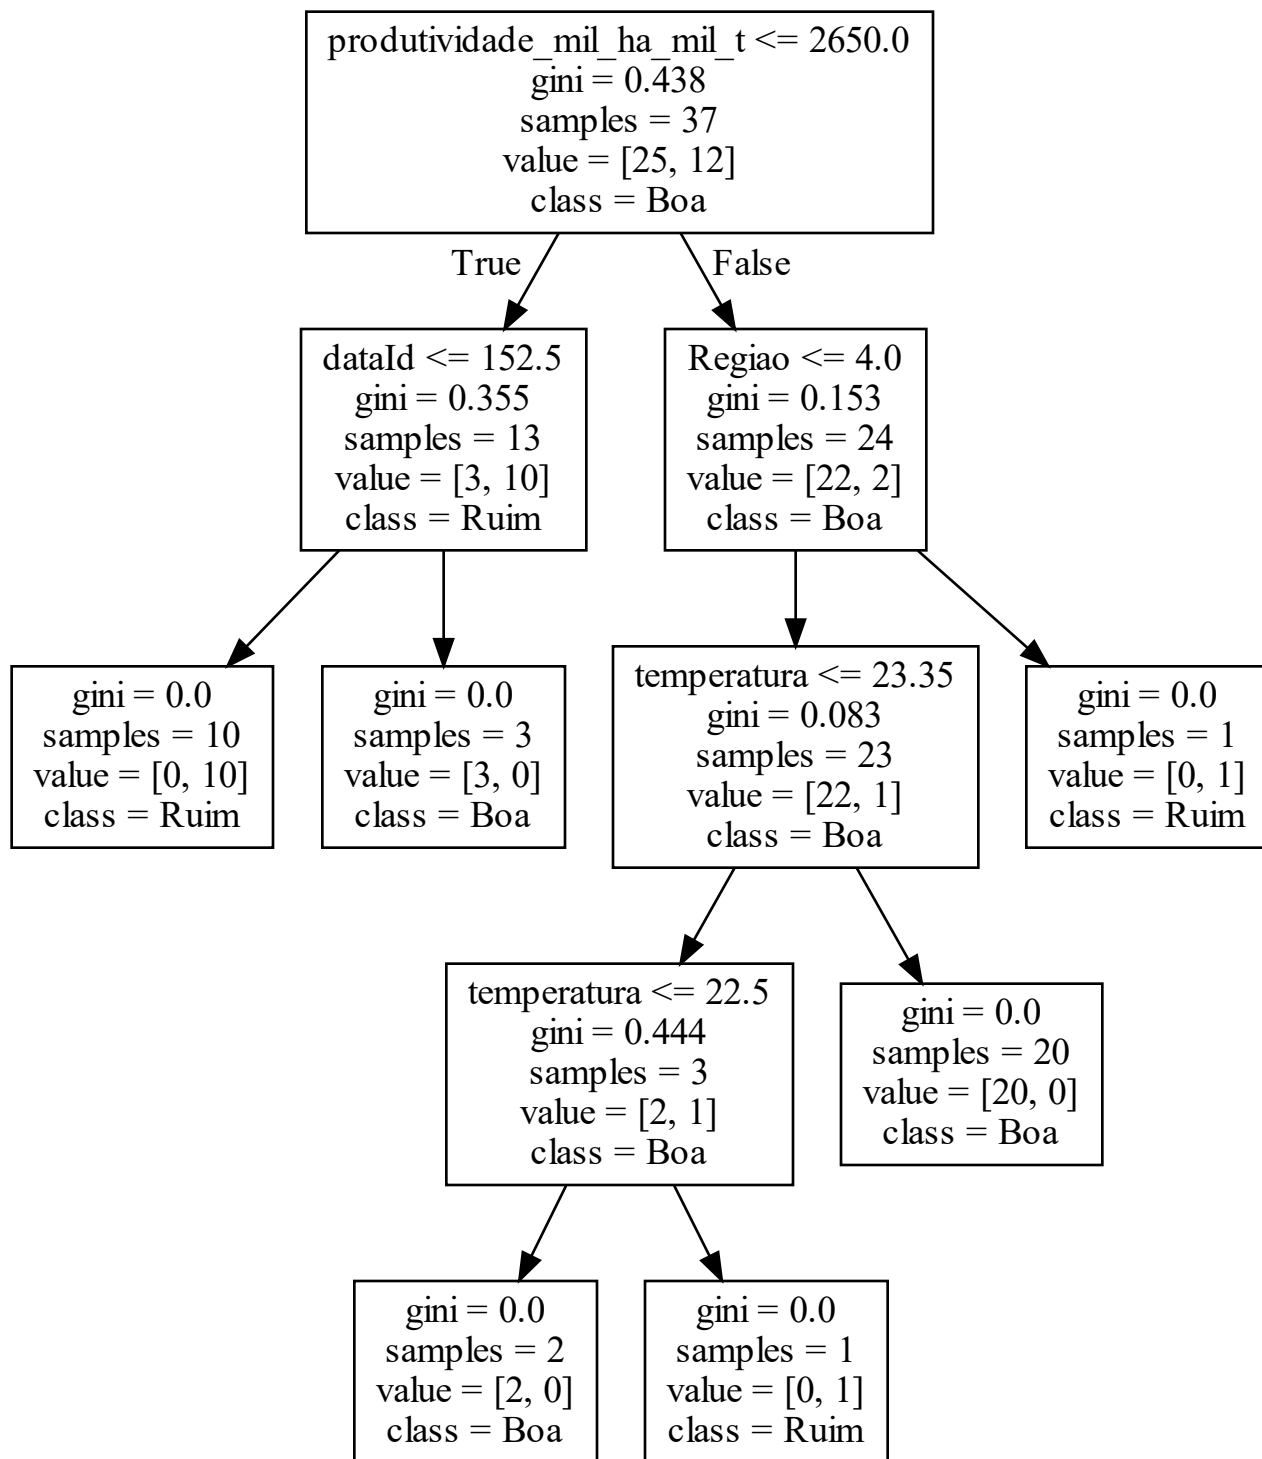 produtividade_mil_ha_mil_t <= 2650.0
gini = 0.438
samples = 37
value = [25, 12]
class = Boa
True
False
dataId <= 152.5
gini = 0.355
samples = 13
value = [3, 10]
class = Ruim
Regiao <= 4.0
gini = 0.153
samples = 24
value = [22, 2]
class = Boa
gini = 0.0
samples = 10
value = [0, 10]
class = Ruim
gini = 0.0
samples = 3
value = [3, 0]
class = Boa
temperatura <= 23.35
gini = 0.083
samples = 23
value = [22, 1]
class = Boa
gini = 0.0
samples = 1
value = [0, 1]
class = Ruim
temperatura <= 22.5
gini = 0.444
samples = 3
value = [2, 1]
class = Boa
gini = 0.0
samples = 20
value = [20, 0]
class = Boa
gini = 0.0
samples = 2
value = [2, 0]
class = Boa
gini = 0.0
samples = 1
value = [0, 1]
class = Ruim